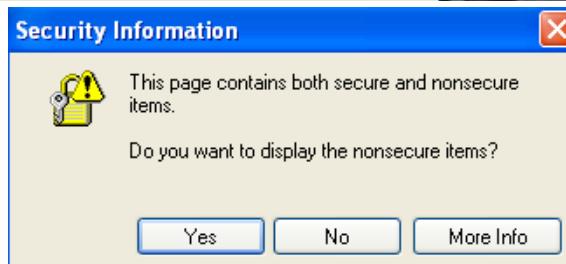 Security Information
This page contains both secure and nonsecure
items.
Do you want to display the nonsecure items?
Yes
No
More Info